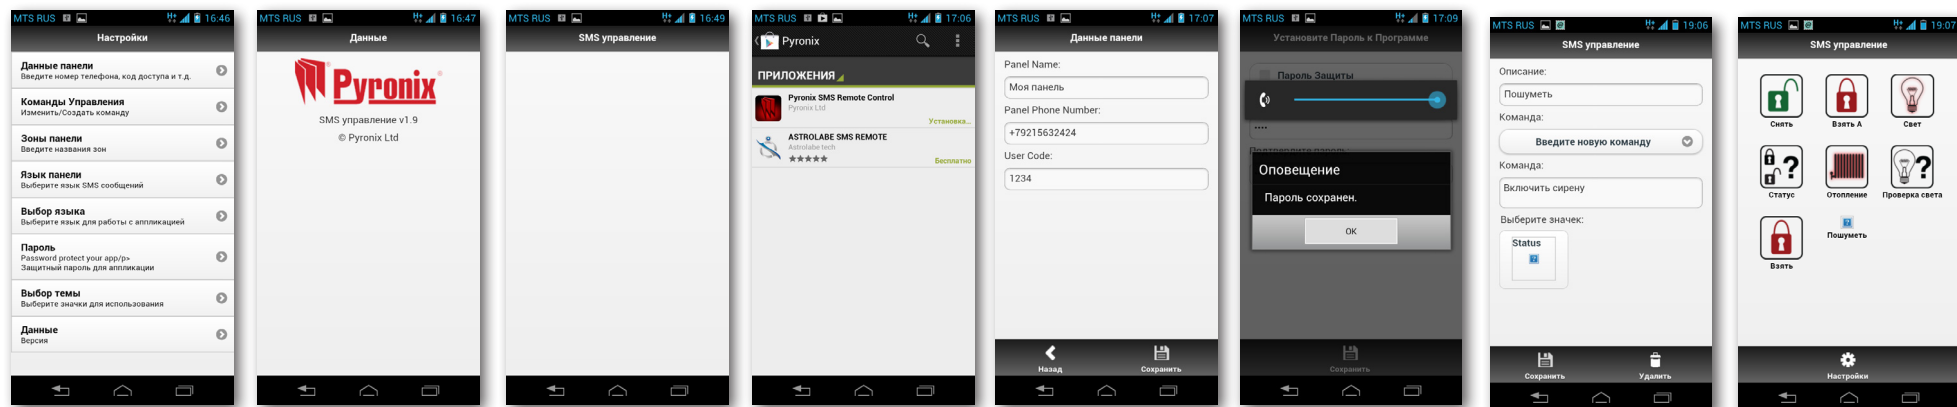 MTS RUS 16:46
Настройки
Данные панели
Введите номер телефона, код доступа и т.д.
Команды Управления
Изменить/Создать команду
Зоны панели
Введите названия зон
Язык панели
Выберите язык SMS сообщений
Выбор языка
Выберите язык для работы с аппликацией
Пароль
Password protect your app/p>
Защитный пароль для аппликации
Выбор темы
Выберите значки для использования
Данные
Версия
MTS RUS 16:47
Данные
Pyronix
SMS управление v1.9
© Pyronix Ltd
MTS RUS 16:49
SMS управление
MTS RUS 17:06
Pyronix
ПРИЛОЖЕНИЯ
Pyronix SMS Remote Control
Pyronix Ltd
Установка...
ASTROLABE SMS REMOTE
Astrolabe tech
Бесплатно
MTS RUS 17:07
Данные панели
Panel Name:
Моя панель
Panel Phone Number:
+79215632424
User Code:
1234
Назад Сохранить
MTS RUS 17:09
Установите Пароль к Программе
Пароль Защиты
....
Подтвердите пароль:
Оповещение
Пароль сохранен.
OK
Сохранить
MTS RUS 19:06
SMS управление
Описание:
Пошуметь
Команда:
Введите новую команду
Команда:
Включить сирену
Выберите значек:
Status
Сохранить Удалить
MTS RUS 19:07
SMS управление
Снять Взять А Свет
Статус Отопление Проверка света
Взять Пошуметь
Настройки